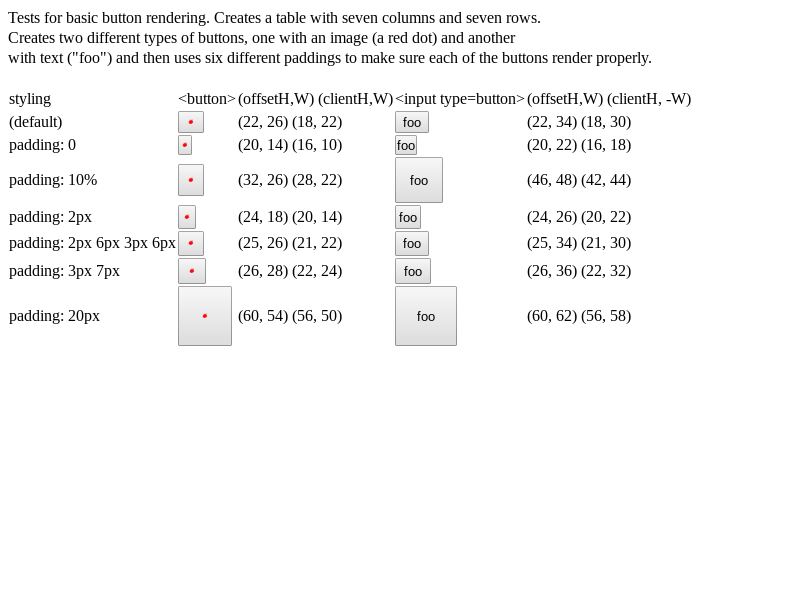 Tests for basic button rendering. Creates a table with seven columns and seven rows.
Creates two different types of buttons, one with an image (a red dot) and another
with text ("foo") and then uses six different paddings to make sure each of the buttons render properly.
styling <button> (offsetH,W) (clientH,W) <input type=button> (offsetH,W) (clientH, -W)
(default) (22, 26) (18, 22) foo (22, 34) (18, 30)
padding: 0 (20, 14) (16, 10) foo (20, 22) (16, 18)
padding: 10% (32, 26) (28, 22) foo (46, 48) (42, 44)
padding: 2px (24, 18) (20, 14) foo (24, 26) (20, 22)
padding: 2px 6px 3px 6px (25, 26) (21, 22) foo (25, 34) (21, 30)
padding: 3px 7px (26, 28) (22, 24) foo (26, 36) (22, 32)
padding: 20px (60, 54) (56, 50) foo (60, 62) (56, 58)